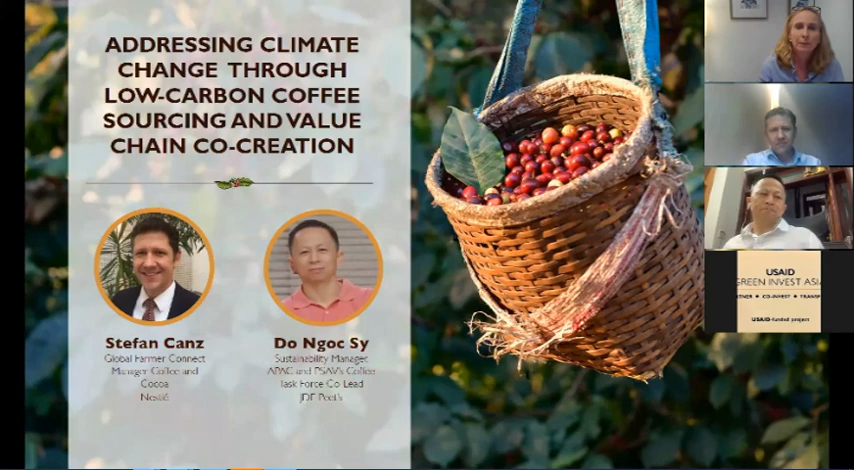 ADDRESSING CLIMATE
CHANGE THROUGH
LOW-CARBON COFFEE
SOURCING AND VALUE
CHAIN CO-CREATION
Stefan Canz
Global Farmer Connect
Manager Coffee and
Cocoa
Nestlé
Do Ngoc Sy
Sustainability Manager,
APAC and PSAV's Coffee
Task Force Co-Lead
JDE Peet's
USAID
GREEN INVEST ASIA
CO-INVEST
USAID-funded project